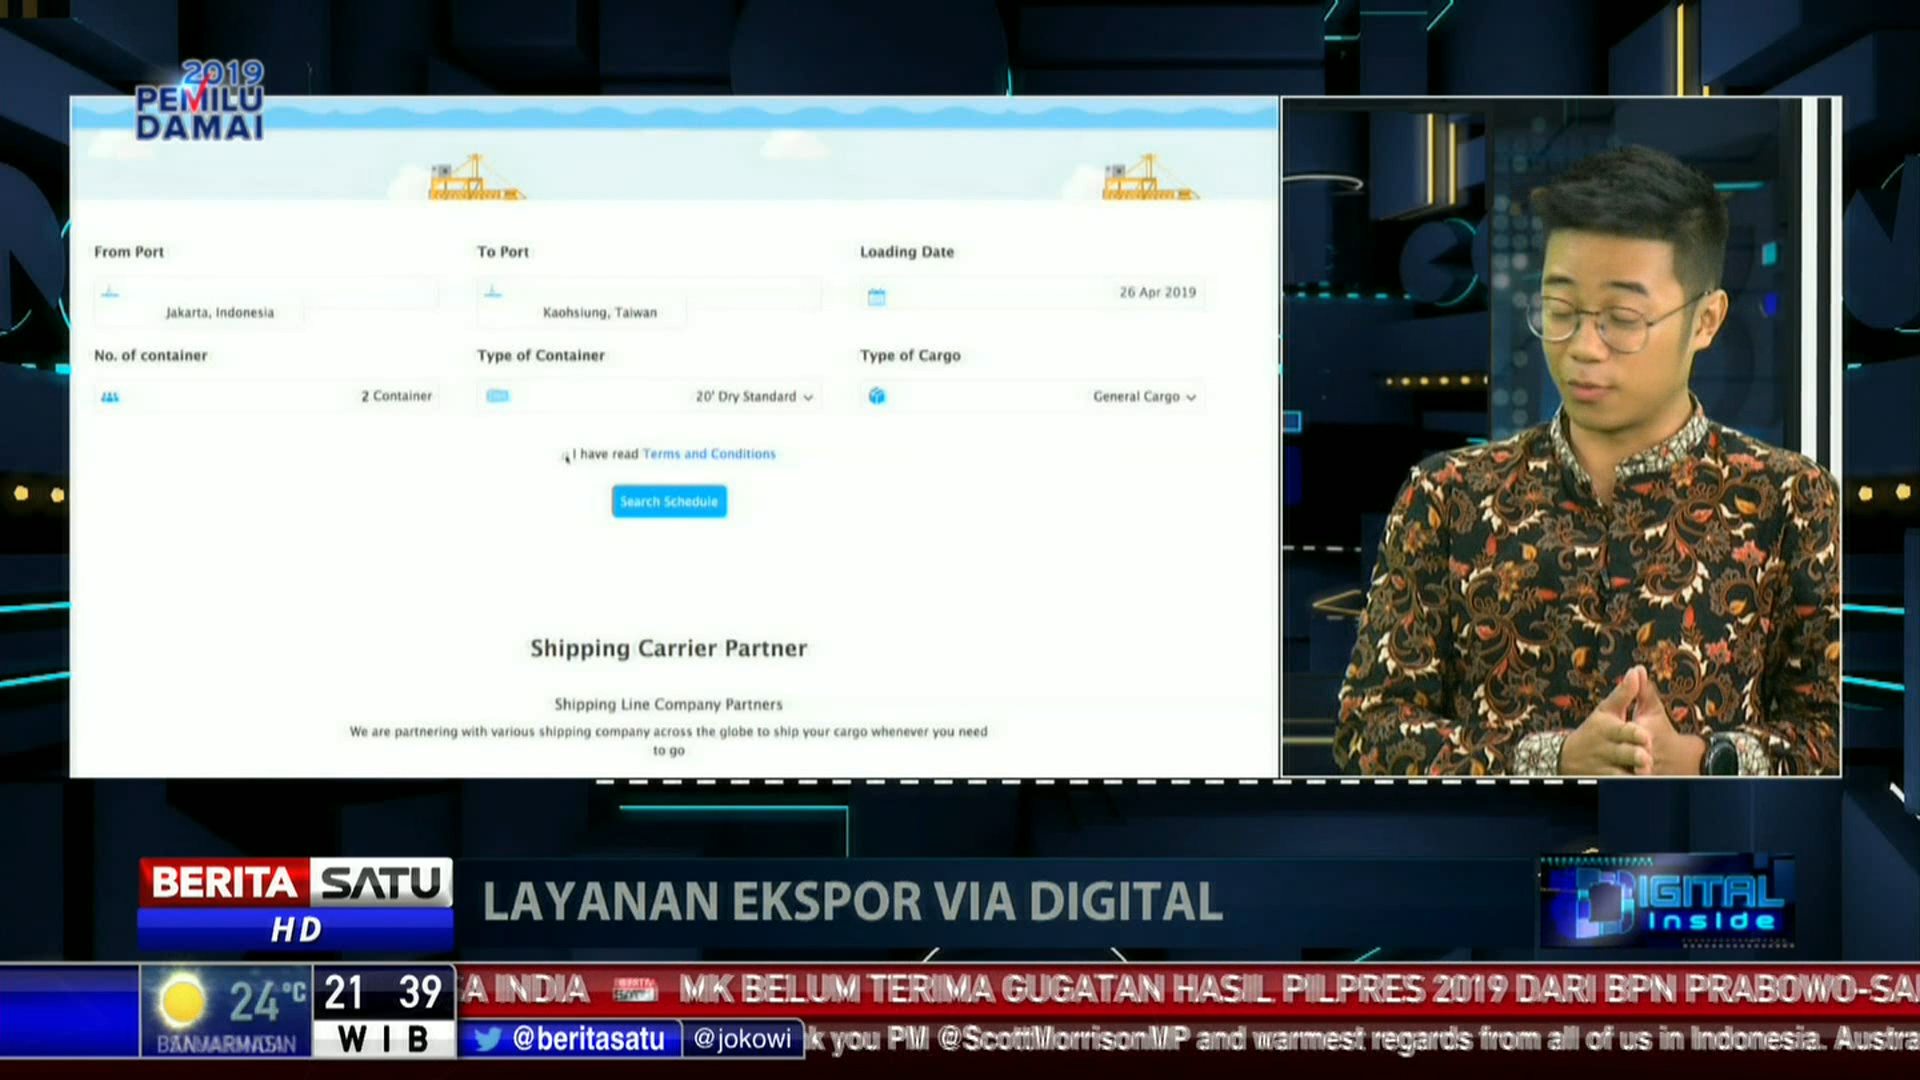 2019
PEMILU
DAMAI
From Port
To Port
Loading Date
Jakarta, Indonesia
Kaohsiung, Taiwan
26 Apr 2019
No. of container
Type of Container
Type of Cargo
2 Container
20' Dry Standard
General Cargo
I have read Terms and Conditions
Search Schedule
Shipping Carrier Partner
Shipping Line Company Partners
We are partnering with various shipping company across the globe to ship your cargo whenever you need
to go
BERITA SATU
HD
LAYANAN EKSPOR VIA DIGITAL
DIGITAL
Inside
24°C
BANJARMASIN
21 39
WIB
A INDIA BERITA SATU MK BELUM TERIMA GUGATAN HASIL PILPRES 2019 DARI BPN PRABOWO-SA
@beritasatu @jokowi k you PM @ScottMorrisonMP and warmest regards from all of us in Indonesia. Austra